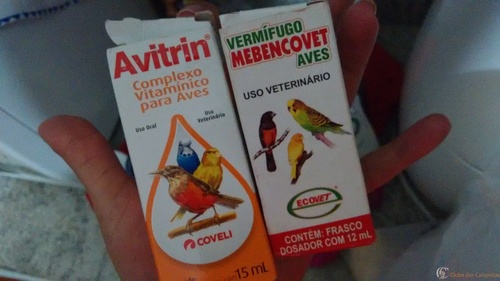 Avitrin®
Complexo
Vitamínico
para Aves
Uso Oral
Uso
Veterinário
COVELI
15 mL
VERMÍFUGO
MEBENCOVET
AVES
USO VETERINÁRIO
ECOVET
CONTÉM: FRASCO
DOSADOR COM 12 mL